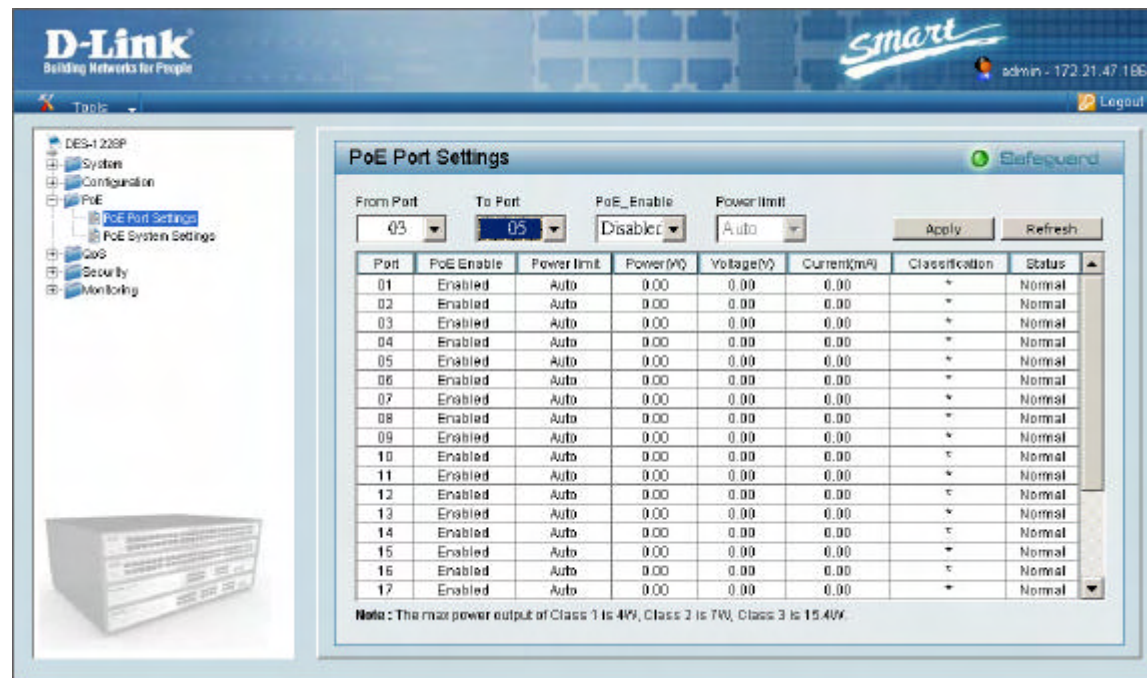 D-Link
Building Networks for People
smart
admin - 172.21.47.186
Tools
Logout
DES-1228P
System
Configuration
PoE
PoE Port Settings
PoE System Settings
QoS
Security
Monitoring
PoE Port Settings
Safeguard
From Port To Port PoE_Enable Power limit
03 05 Disabled Auto Apply Refresh
Port PoE Enable Power limit Power(W) Voltage(V) Current(mA) Classification Status
01 Enabled Auto 0.00 0.00 0.00 * Normal
02 Enabled Auto 0.00 0.00 0.00 * Normal
03 Enabled Auto 0.00 0.00 0.00 * Normal
04 Enabled Auto 0.00 0.00 0.00 * Normal
05 Enabled Auto 0.00 0.00 0.00 * Normal
06 Enabled Auto 0.00 0.00 0.00 * Normal
07 Enabled Auto 0.00 0.00 0.00 * Normal
08 Enabled Auto 0.00 0.00 0.00 * Normal
09 Enabled Auto 0.00 0.00 0.00 * Normal
10 Enabled Auto 0.00 0.00 0.00 * Normal
11 Enabled Auto 0.00 0.00 0.00 * Normal
12 Enabled Auto 0.00 0.00 0.00 * Normal
13 Enabled Auto 0.00 0.00 0.00 * Normal
14 Enabled Auto 0.00 0.00 0.00 * Normal
15 Enabled Auto 0.00 0.00 0.00 * Normal
16 Enabled Auto 0.00 0.00 0.00 * Normal
17 Enabled Auto 0.00 0.00 0.00 * Normal
Note : The max power output of Class 1 is 4W, Class 2 is 7W, Class 3 is 15.4W.